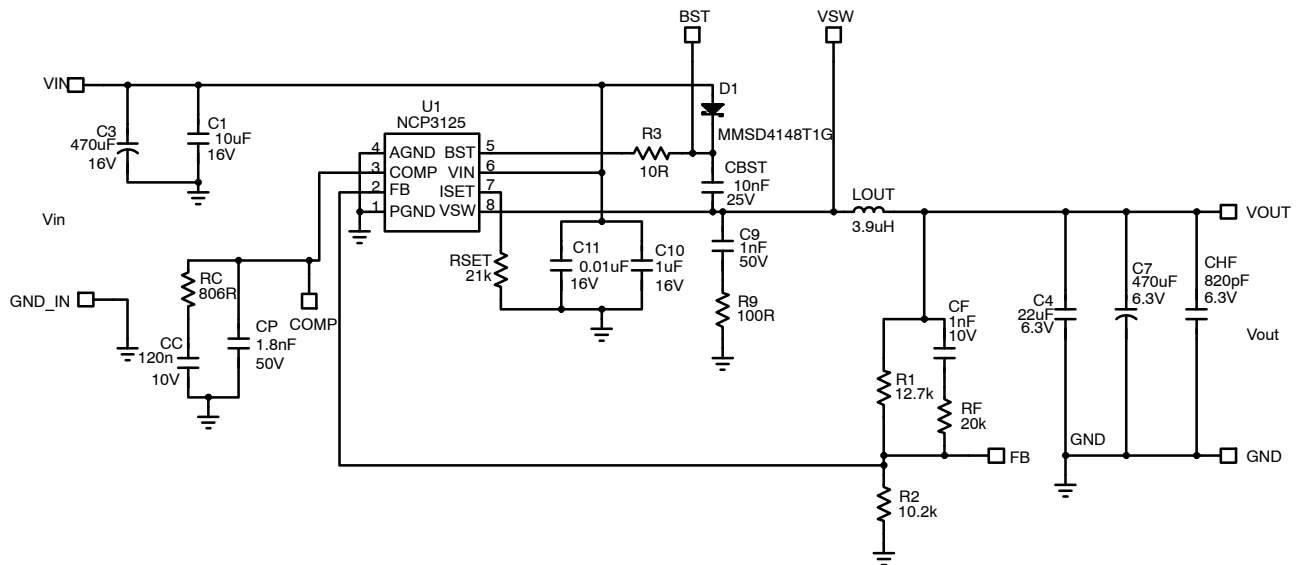 BST
VSW
VIN
D1
MMSD4148T1G
C3
470uF
16V
C1
10uF
16V
U1
NCP3125
4 AGND BST 5
3 COMP VIN 6
2 FB ISET 7
1 PGND VSW 8
R3
10R
CBST
10nF
25V
LOUT
3.9uH
VOUT
Vin
C9
1nF
50V
C11
0.01uF
16V
C10
1uF
16V
RSET
21k
R9
100R
RC
806R
GND_IN
COMP
CP
1.8nF
50V
CC
120n
10V
CF
1nF
10V
C4
22uF
6.3V
C7
470uF
6.3V
CHF
820pF
6.3V
Vout
R1
12.7k
RF
20k
GND
FB
GND
R2
10.2k